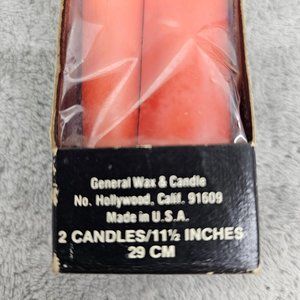 General Wax & Candle
No. Hollywood, Calif. 91609
Made in U.S.A.
2 CANDLES/11½ INCHES
29 CM